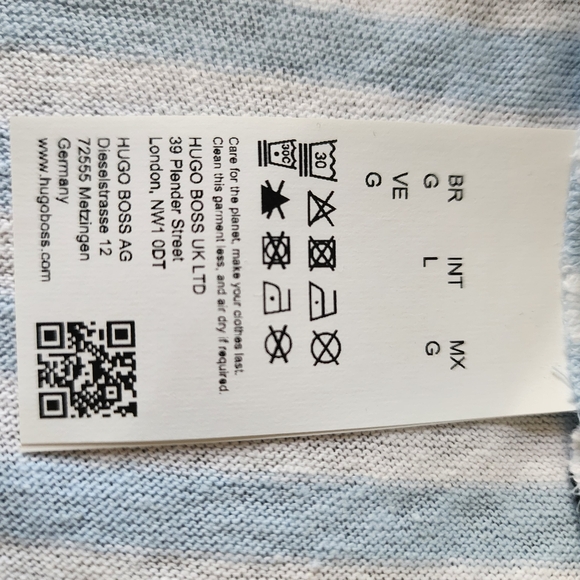 BR INT MX
G L G
VE
G
30
30C
Care for the planet, make your clothes last.
Clean this garment less, and air dry if required.
HUGO BOSS UK LTD
39 Plender Street
London, NW1 0DT
HUGO BOSS AG
Dieselstrasse 12
72555 Metzingen
Germany
www.hugoboss.com